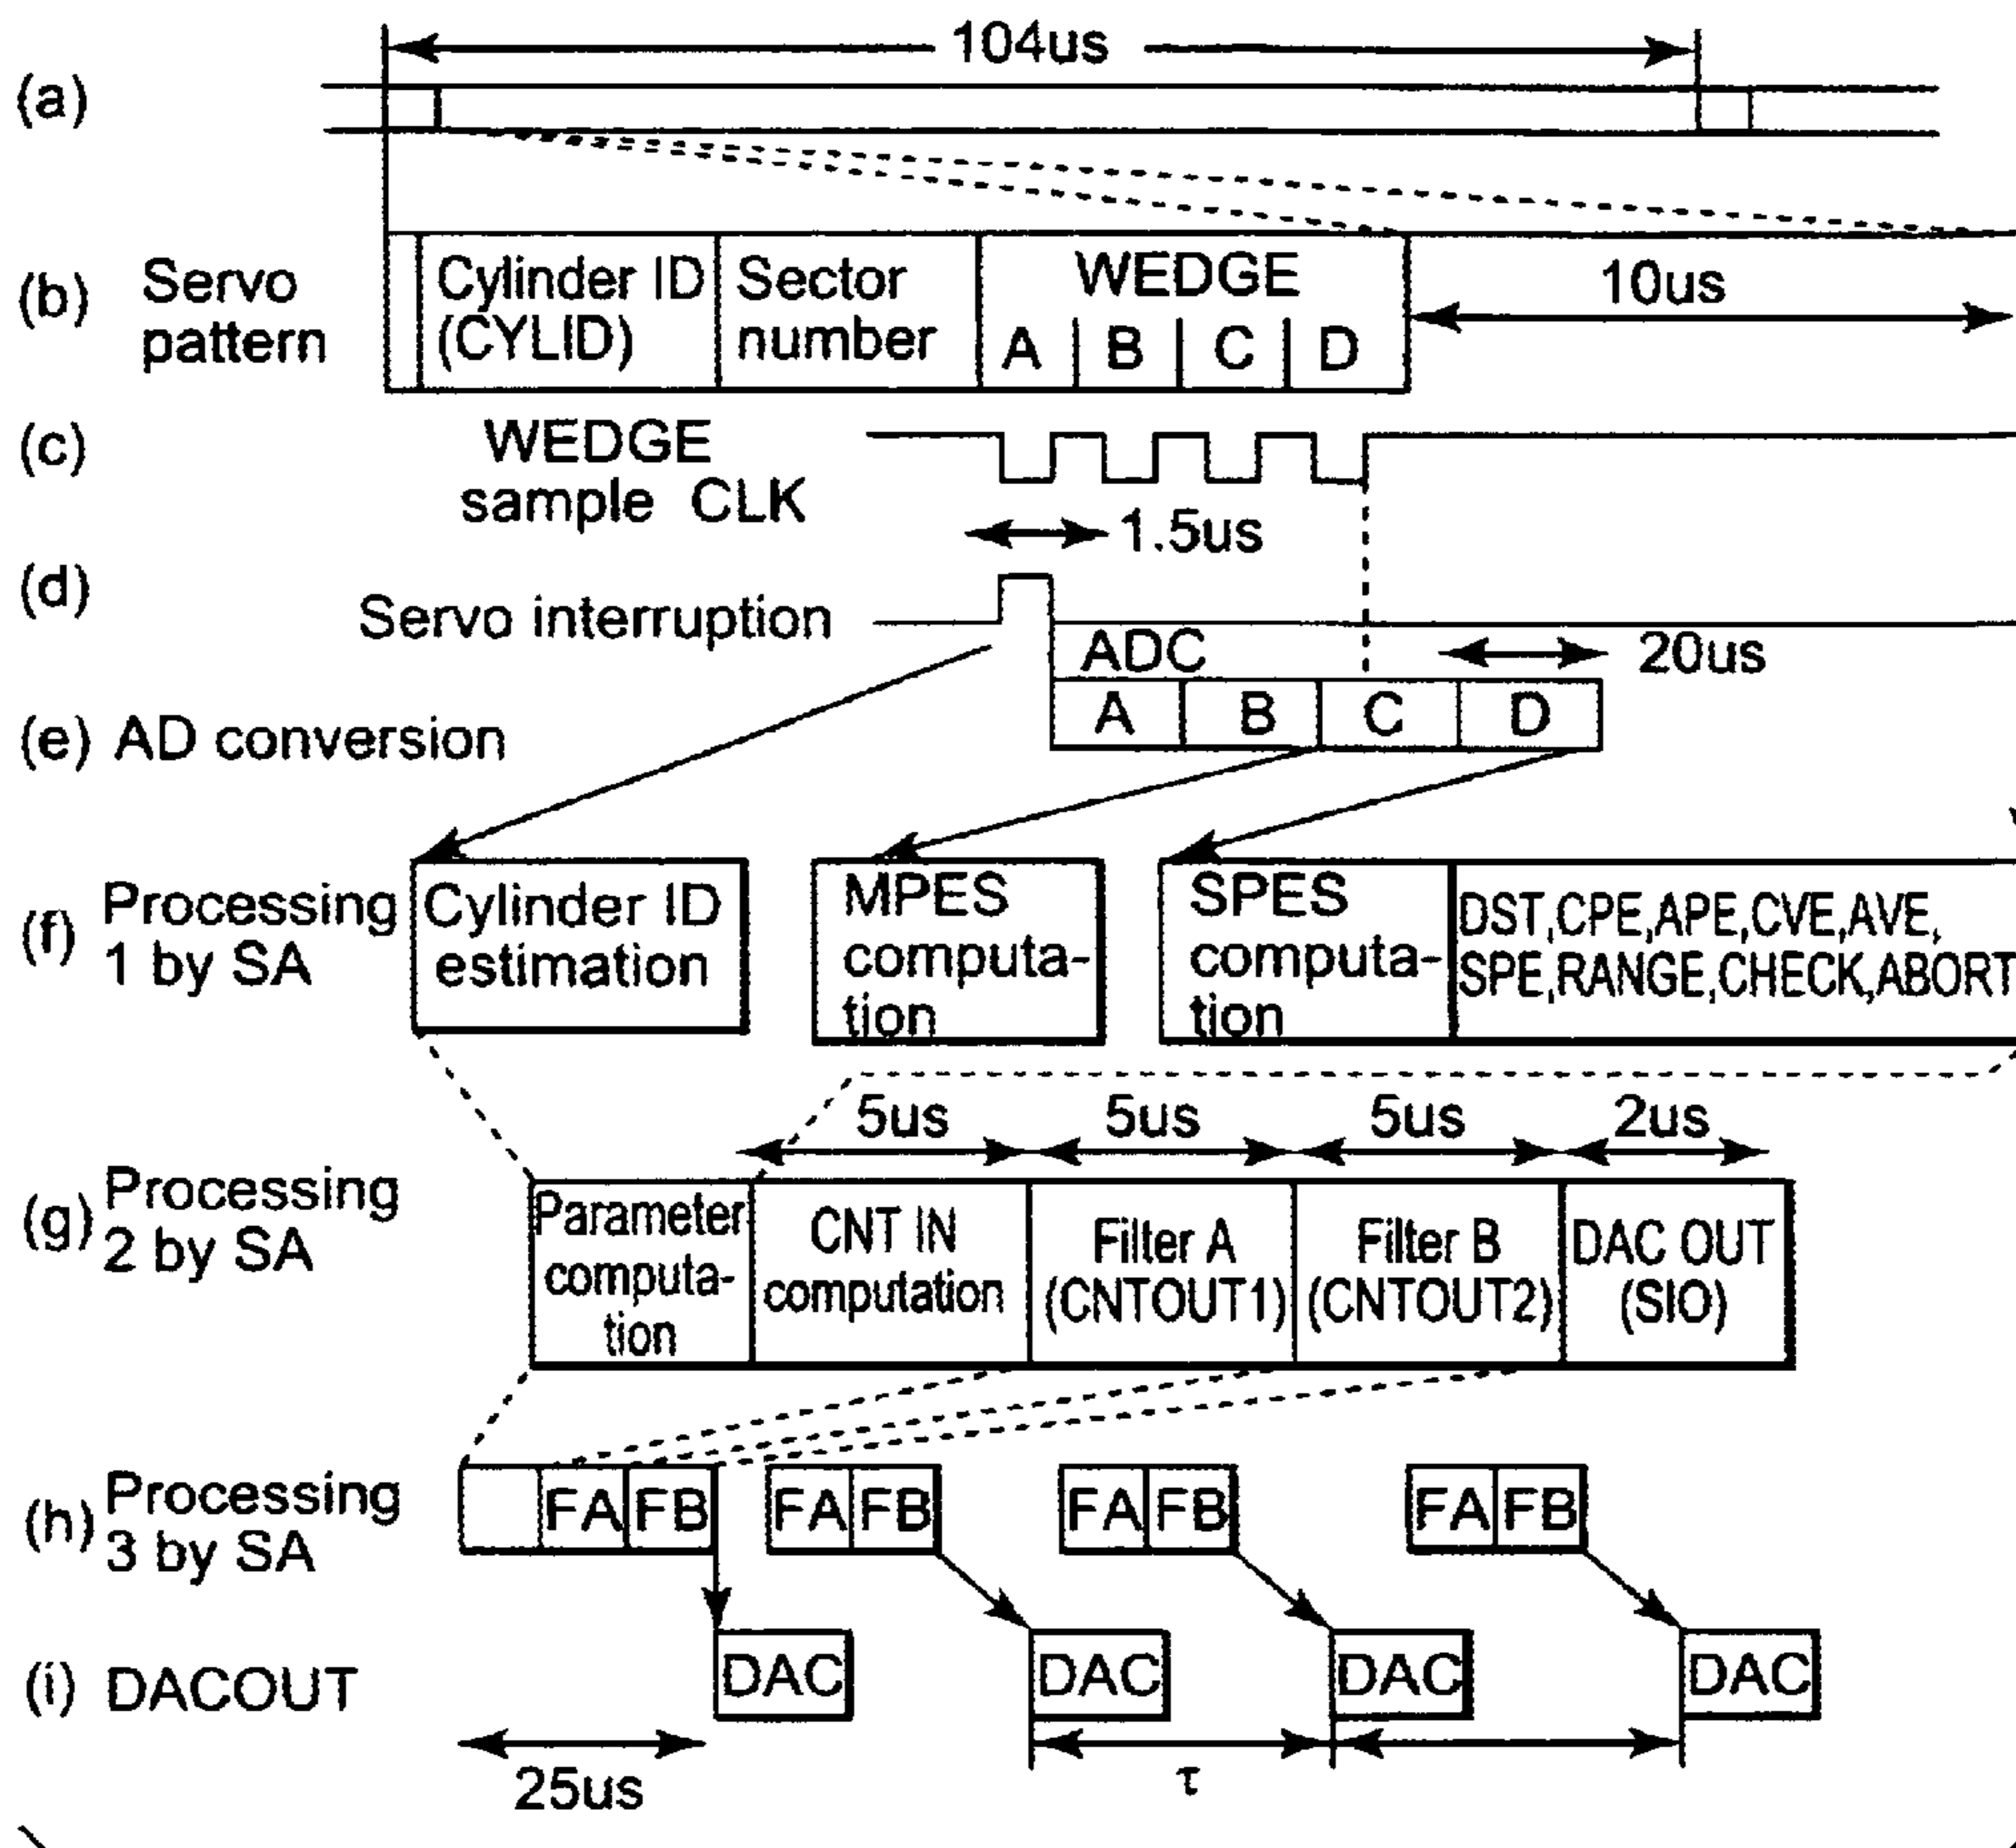 104us
(a)
(b) Servo pattern
Cylinder ID (CYLID)
Sector number
WEDGE
A B C D
10us
(c)
WEDGE sample CLK
1.5us
(d)
Servo interruption
ADC
20us
(e) AD conversion
A B C D
(f) Processing 1 by SA
Cylinder ID estimation
MPES computa-tion
SPES computa-tion
DST,CPE,APE,CVE,AVE,
SPE,RANGE,CHECK,ABORT
5us 5us 5us 2us
(g) Processing 2 by SA
Parameter computa-tion
CNT IN computation
Filter A (CNTOUT1)
Filter B (CNTOUT2)
DAC OUT (SIO)
(h) Processing 3 by SA
FA FB FA FB FA FB FA FB
(i) DACOUT
DAC DAC DAC DAC
25us
τ